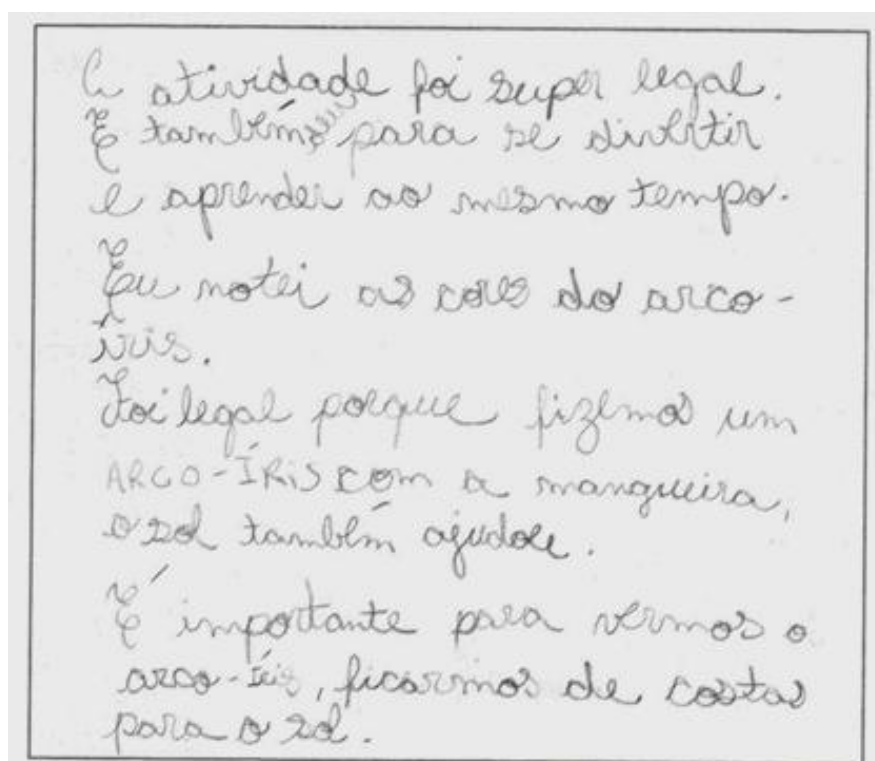 A atividade foi super legal.
E também serve para se divertir
e aprender ao mesmo tempo.
Eu notei as cores do arco-
íris.
Foi legal porque fizemos um
ARCO-ÍRIS com a mangueira,
o sol também ajudou.
É importante para vermos o
arco-íris, ficarmos de costas
para o sol.